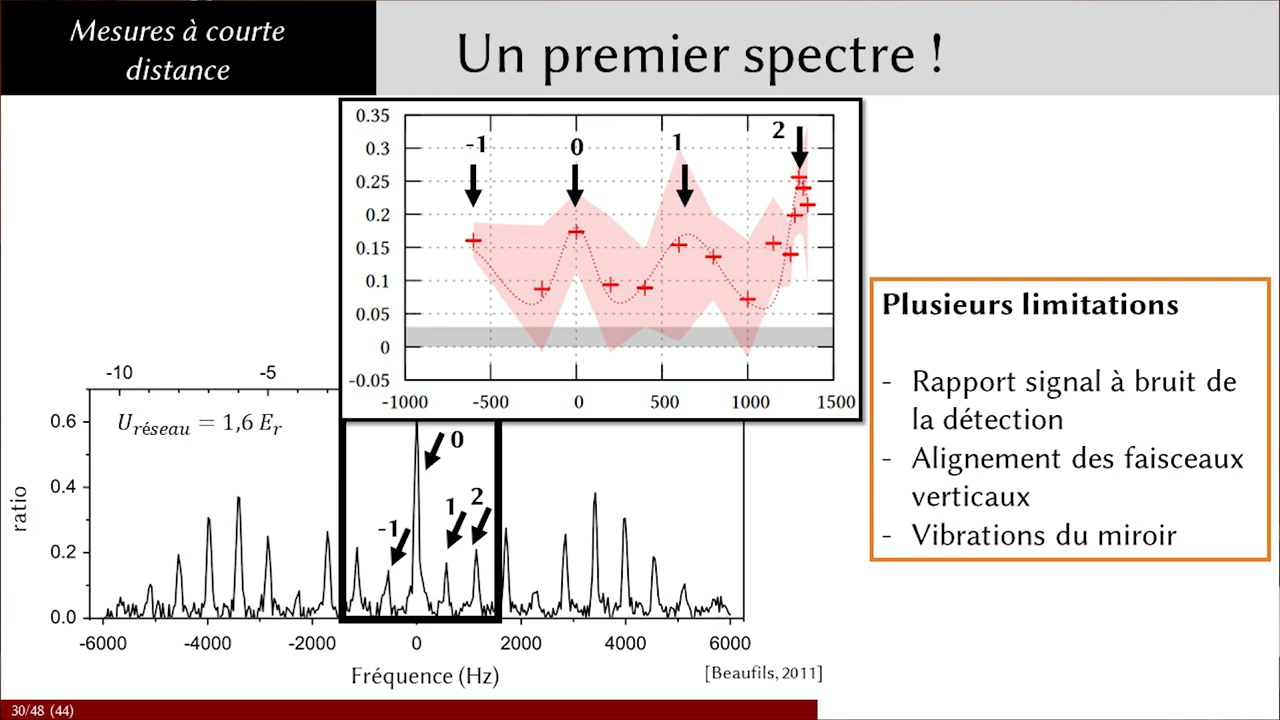 Mesures à courte
distance
Un premier spectre !
0.35
0.3
0.25
0.2
0.15
0.1
0.05
0
-0.05
-1
0
1
2
-1000
-500
0
500
1000
1500
Plusieurs limitations
- Rapport signal à bruit de
la détection
- Alignement des faisceaux
verticaux
- Vibrations du miroir
-10
-5
U_réseau = 1,6 E_r
ratio
0.6
0.4
0.2
0.0
-1
0
1
2
-6000
-4000
-2000
0
2000
4000
6000
Fréquence (Hz)
[Beaufils, 2011]
30/48 (44)